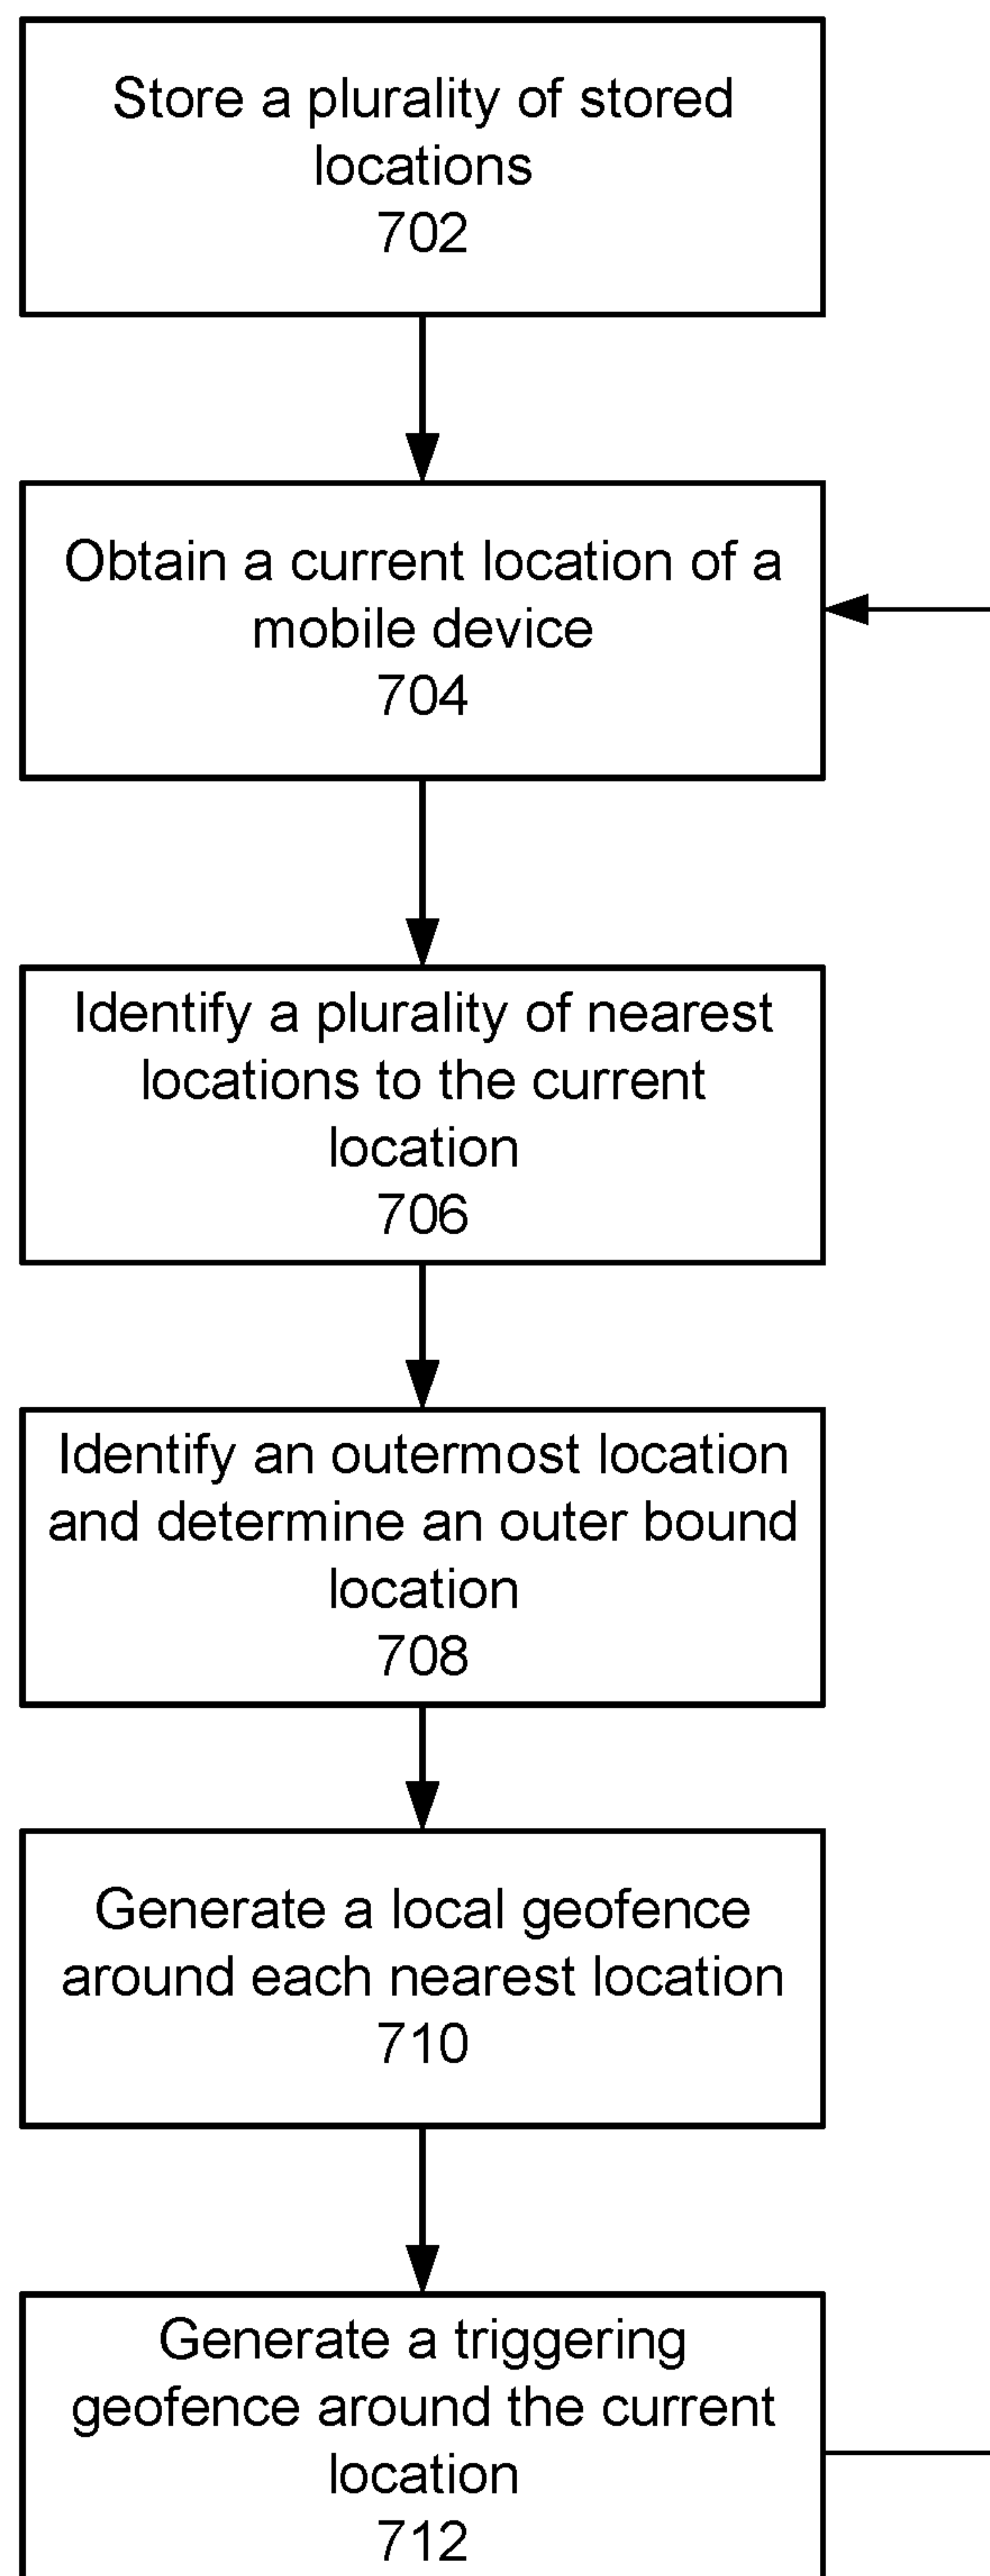 Store a plurality of stored
locations
702
Obtain a current location of a
mobile device
704
Identify a plurality of nearest
locations to the current
location
706
Identify an outermost location
and determine an outer bound
location
708
Generate a local geofence
around each nearest location
710
Generate a triggering
geofence around the current
location
712